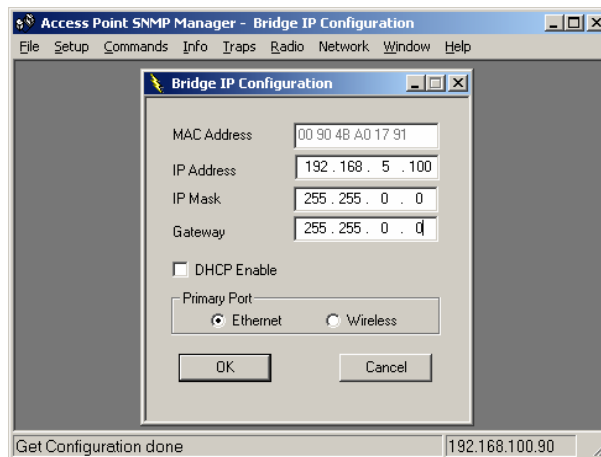 Access Point SNMP Manager - Bridge IP Configuration
File Setup Commands Info Traps Radio Network Window Help
Bridge IP Configuration
MAC Address 00 90 4B A0 17 91
IP Address 192 . 168 . 5 . 100
IP Mask 255 . 255 . 0 . 0
Gateway 255 . 255 . 0 . 0
DHCP Enable
Primary Port
Ethernet Wireless
OK Cancel
Get Configuration done 192.168.100.90